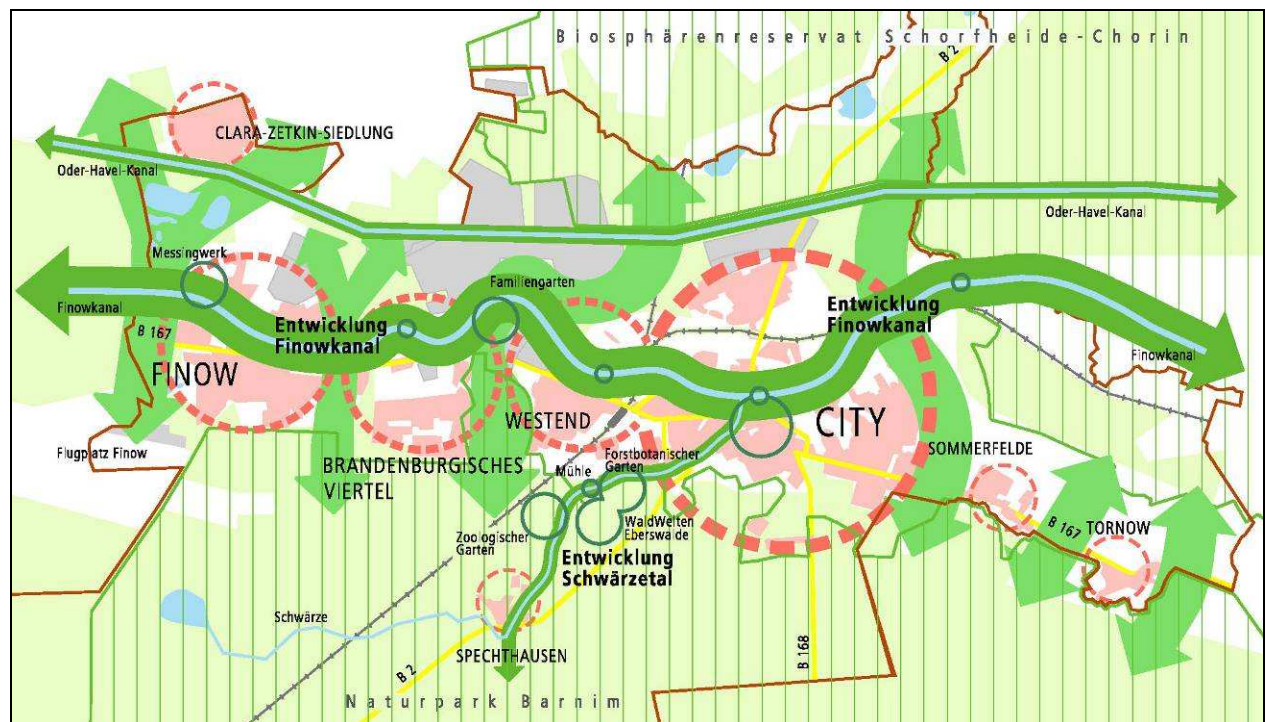 Biosphärenreservat Schorfheide-Chorin
B 2
CLARA-ZETKIN-SIEDLUNG
Oder-Havel-Kanal
Oder-Havel-Kanal
Messingwerk
Familiengarten
Finowkanal
Entwicklung
Finowkanal
Entwicklung
Finowkanal
B 167
Finowkanal
FINOW
WESTEND
CITY
Flugplatz Finow
BRANDENBURGISCHES
VIERTEL
Mühle
Forstbotanischer
Garten
SOMMERFELDE
Zoologischer
Garten
WaldWelten
Eberswalde
B 167
TORNOW
Entwicklung
Schwärzetal
Schwärze
SPECHTHAUSEN
B 2
B 168
Naturpark Barnim